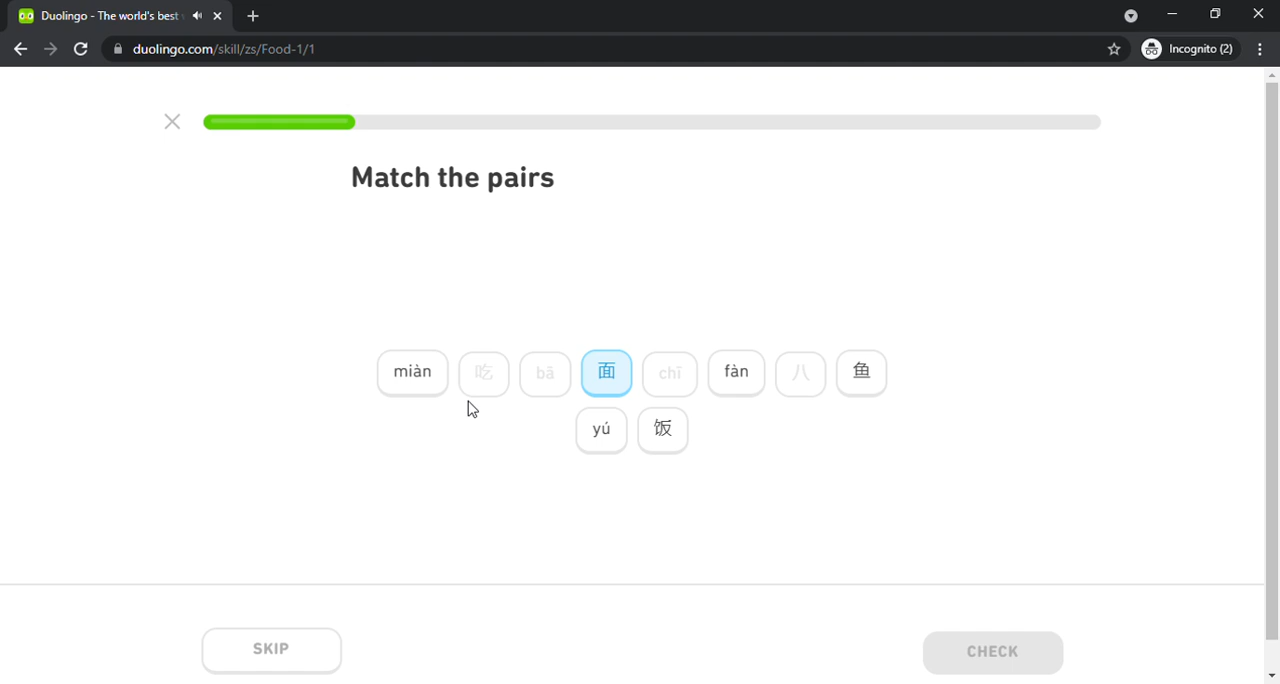 Duolingo - The world's best
duolingo.com/skill/zs/Food-1/1
Incognito (2)
Match the pairs
miàn 吃 bā 面 chī fàn 八 鱼
yú 饭
SKIP
CHECK